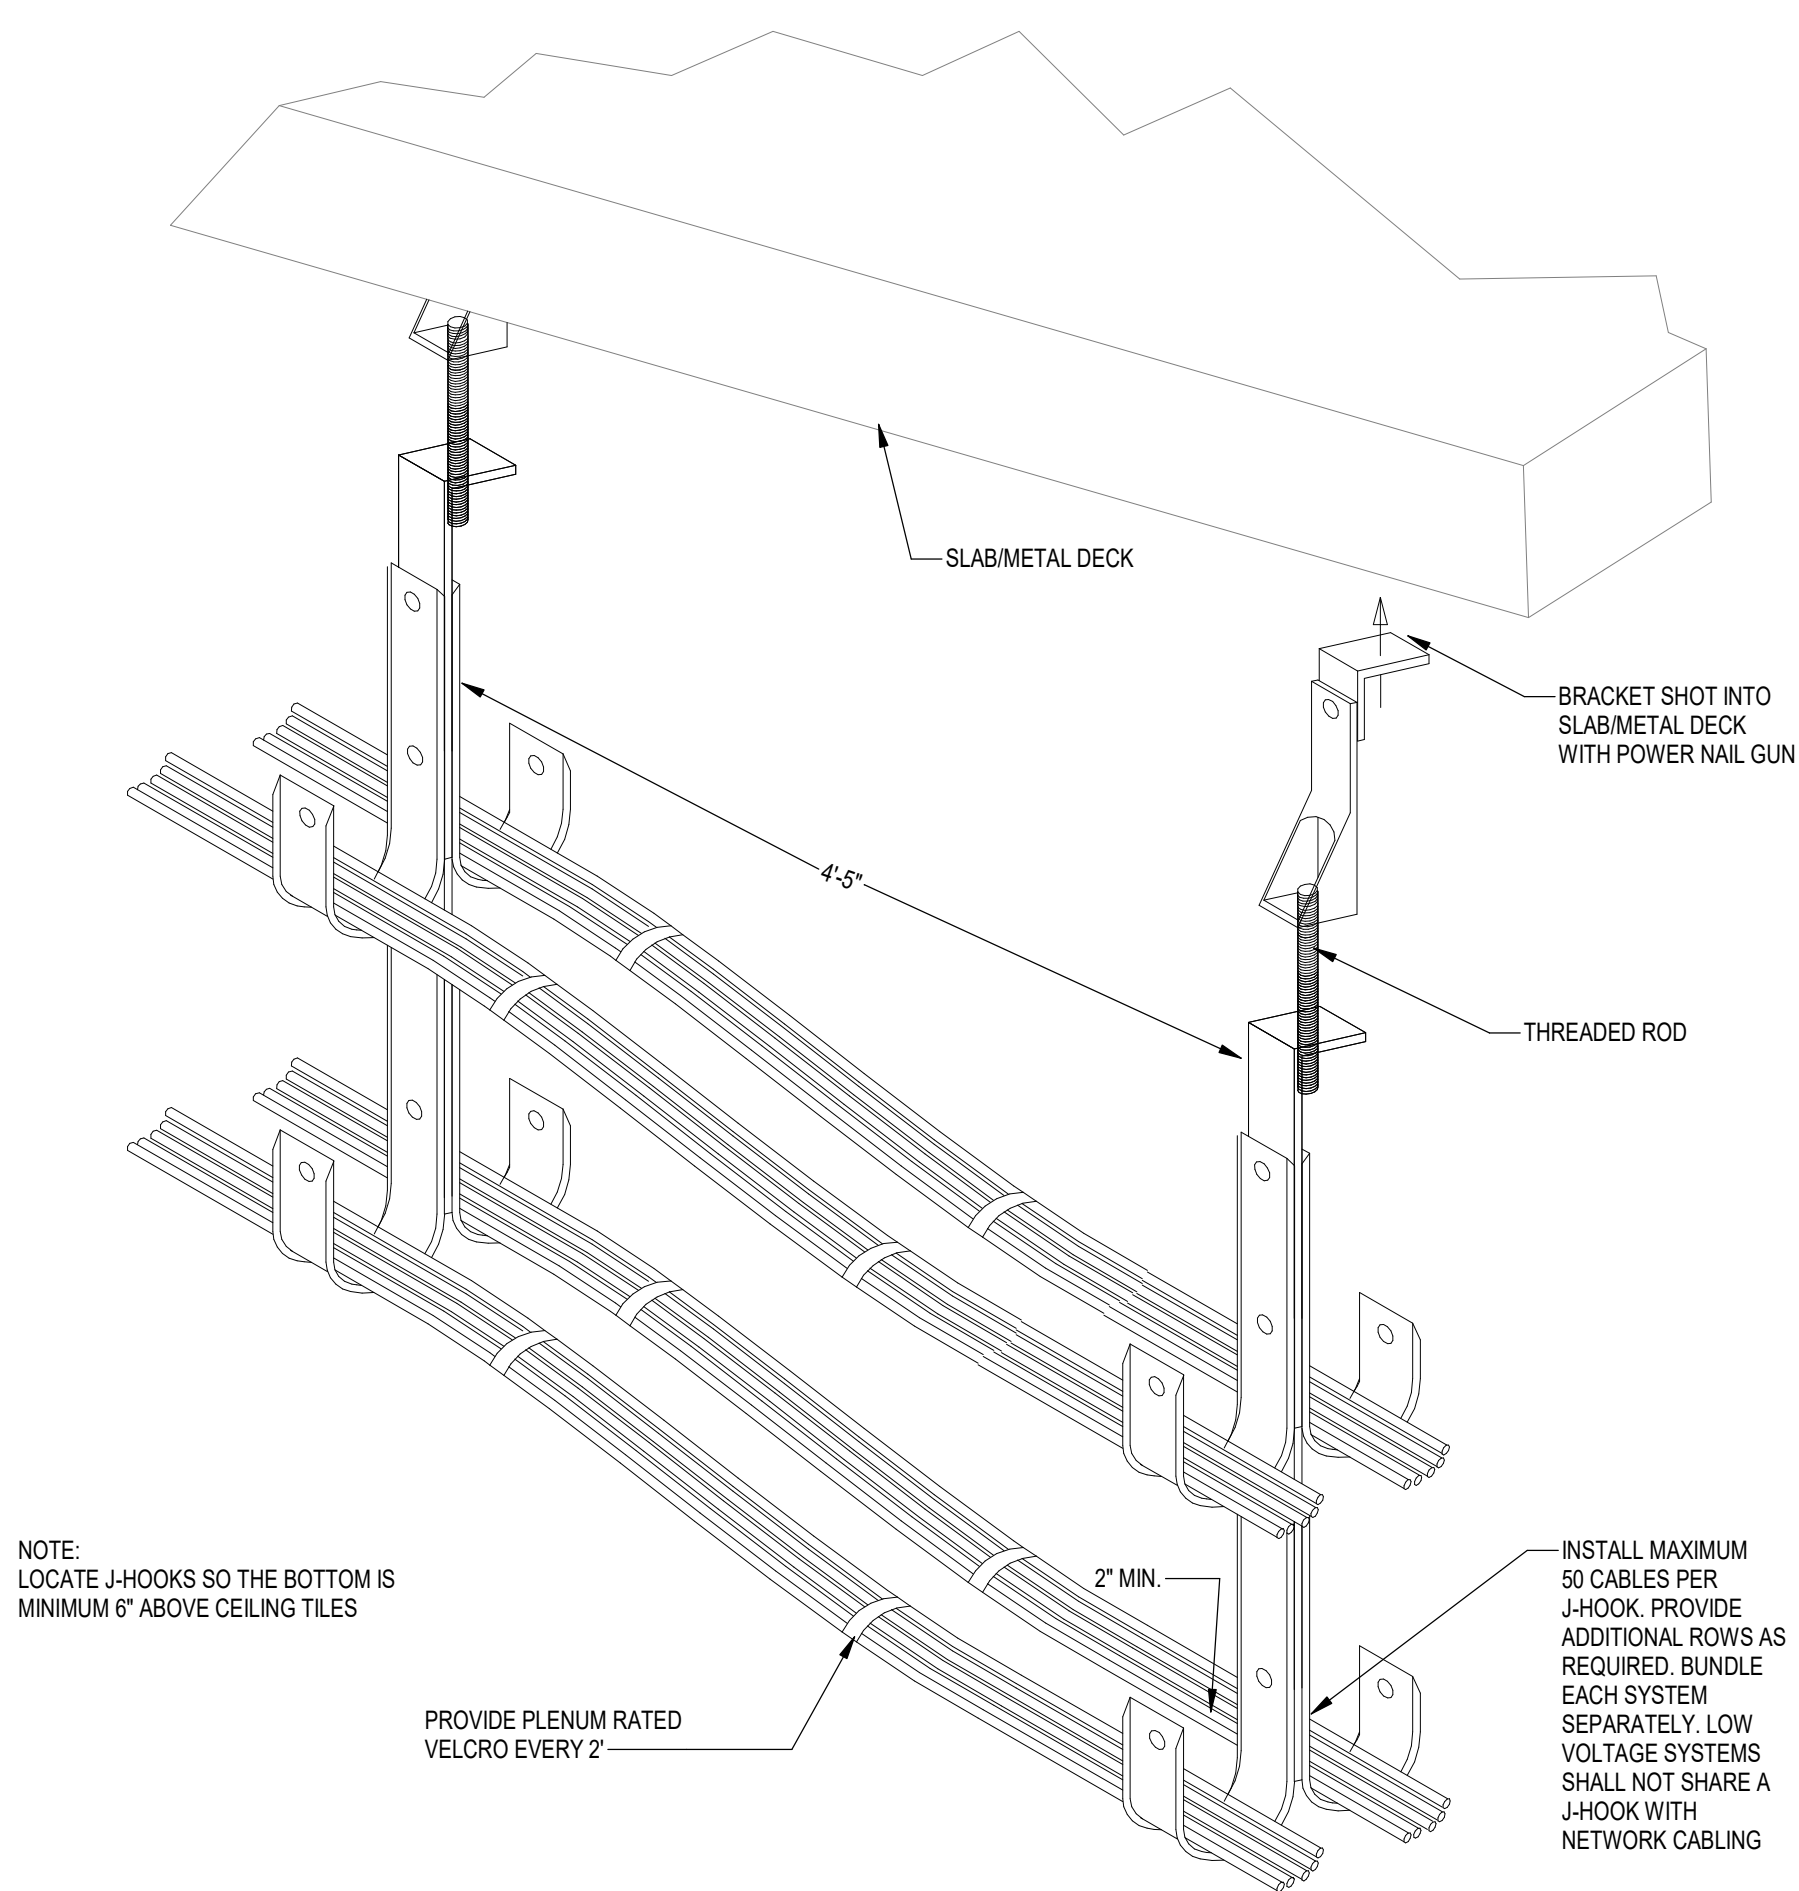 SLAB/METAL DECK
BRACKET SHOT INTO
SLAB/METAL DECK
WITH POWER NAIL GUN
4'-5"
THREADED ROD
NOTE:
LOCATE J-HOOKS SO THE BOTTOM IS
MINIMUM 6" ABOVE CEILING TILES
2" MIN.
INSTALL MAXIMUM
50 CABLES PER
J-HOOK. PROVIDE
ADDITIONAL ROWS AS
REQUIRED. BUNDLE
EACH SYSTEM
SEPARATELY. LOW
VOLTAGE SYSTEMS
SHALL NOT SHARE A
J-HOOK WITH
NETWORK CABLING
PROVIDE PLENUM RATED
VELCRO EVERY 2'